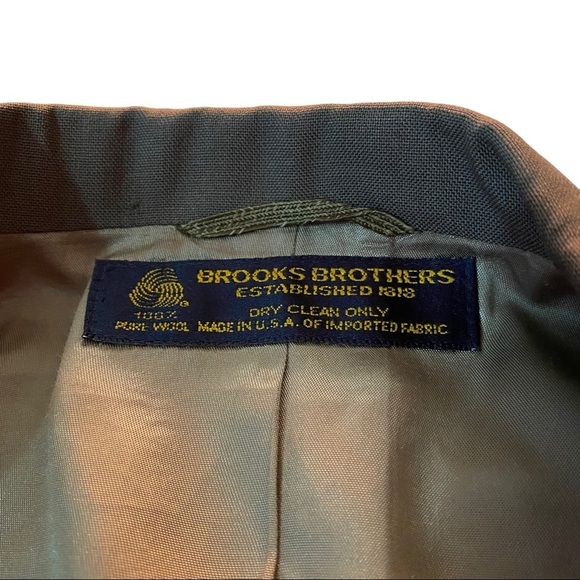 BROOKS BROTHERS
ESTABLISHED 1818
DRY CLEAN ONLY
100%
PURE WOOL MADE IN U.S.A. OF IMPORTED FABRIC